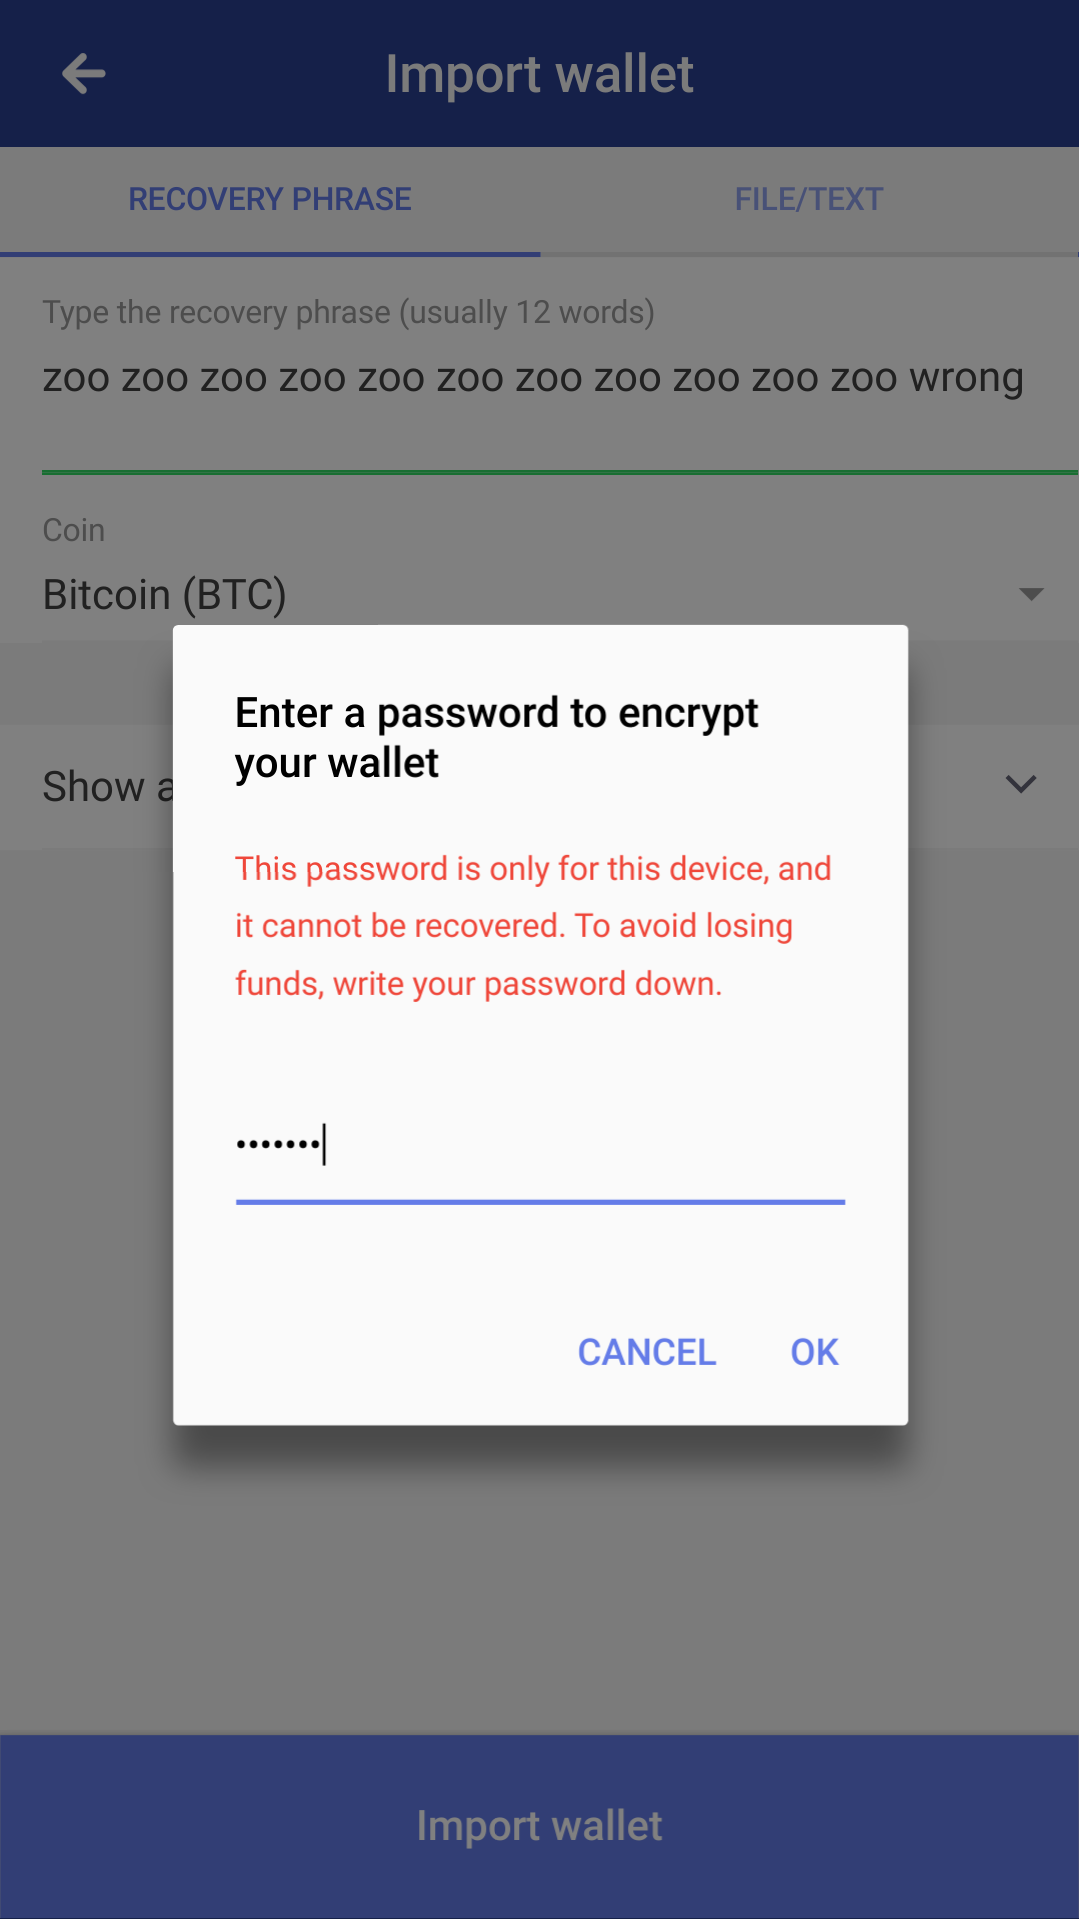 Import wallet
RECOVERY PHRASE
FILE/TEXT
Type the recovery phrase (usually 12 words)
zoo zoo zoo zoo zoo zoo zoo zoo zoo zoo zoo wrong
Coin
Bitcoin (BTC)
Show a
Enter a password to encrypt
your wallet
This password is only for this device, and
it cannot be recovered. To avoid losing
funds, write your password down.
•••••••
CANCEL
OK
Import wallet